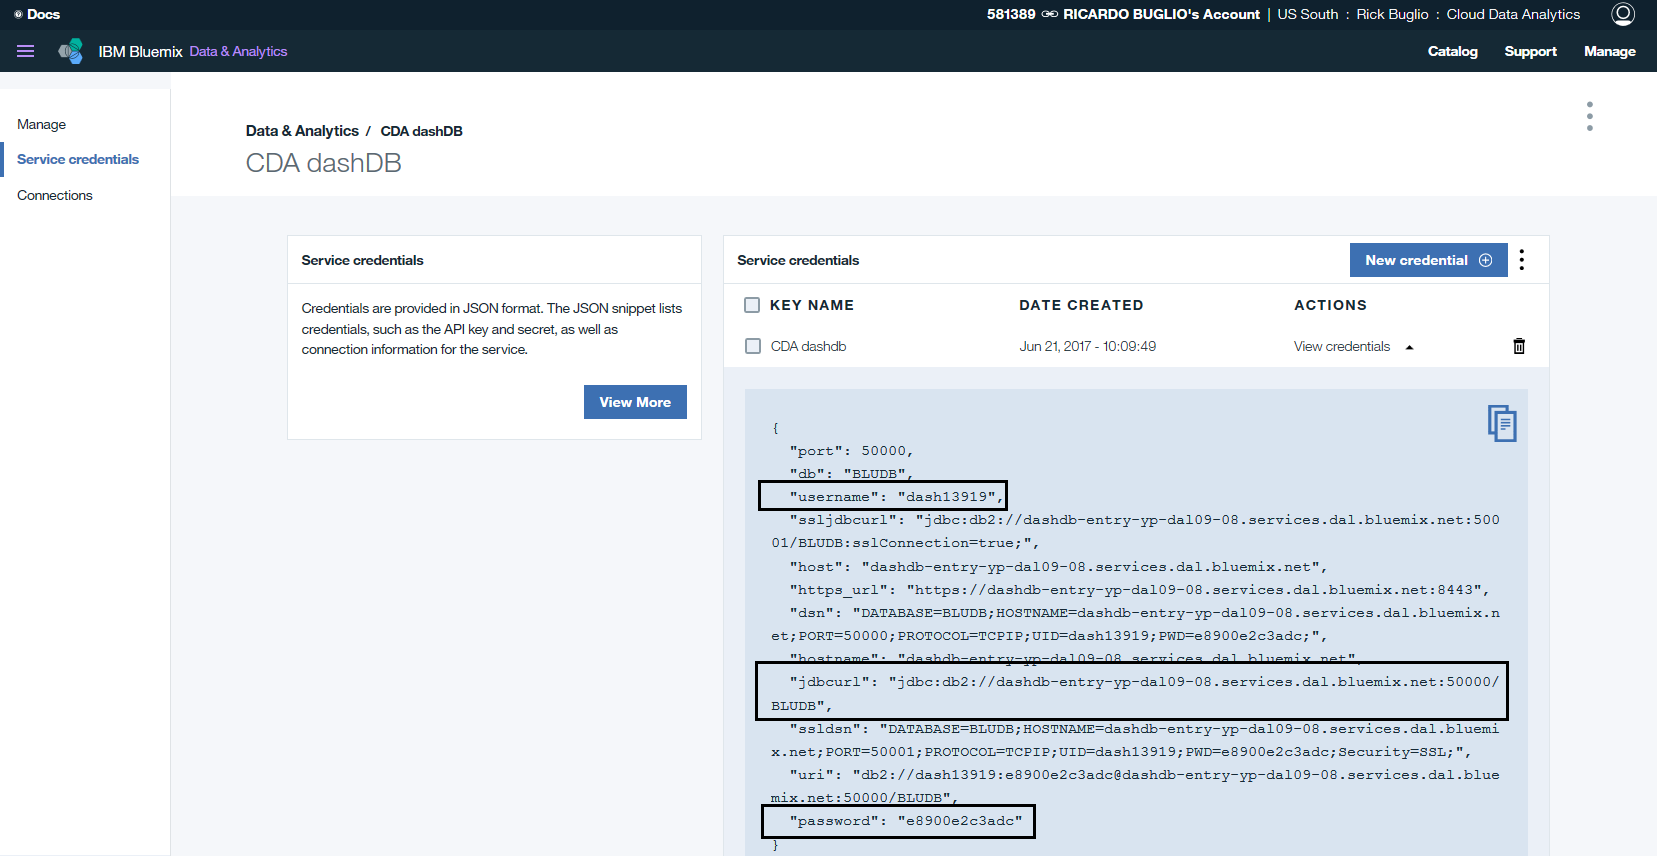 Docs
581389 RICARDO BUGLIO's Account | US South : Rick Buglio : Cloud Data Analytics
IBM Bluemix Data & Analytics
Catalog Support Manage
Manage
Service credentials
Connections
Data & Analytics / CDA dashDB
CDA dashDB
Service credentials
Credentials are provided in JSON format. The JSON snippet lists
credentials, such as the API key and secret, as well as
connection information for the service.
View More
Service credentials
New credential
KEY NAME DATE CREATED ACTIONS
CDA dashdb Jun 21, 2017 - 10:09:49 View credentials
{
"port": 50000,
"db": "BLUDB",
"username": "dash13919",
"ssljdbcurl": "jdbc:db2://dashdb-entry-yp-dal09-08.services.dal.bluemix.net:500
01/BLUDB:sslConnection=true;",
"host": "dashdb-entry-yp-dal09-08.services.dal.bluemix.net",
"https_url": "https://dashdb-entry-yp-dal09-08.services.dal.bluemix.net:8443",
"dsn": "DATABASE=BLUDB;HOSTNAME=dashdb-entry-yp-dal09-08.services.dal.bluemix.n
et;PORT=50000;PROTOCOL=TCPIP;UID=dash13919;PWD=e8900e2c3adc;",
"hostname": "dashdb-entry-yp-dal09-08.services.dal.bluemix.net",
"jdbcurl": "jdbc:db2://dashdb-entry-yp-dal09-08.services.dal.bluemix.net:50000/
BLUDB",
"ssldsn": "DATABASE=BLUDB;HOSTNAME=dashdb-entry-yp-dal09-08.services.dal.bluemi
x.net;PORT=50001;PROTOCOL=TCPIP;UID=dash13919;PWD=e8900e2c3adc;Security=SSL;",
"uri": "db2://dash13919:e8900e2c3adc@dashdb-entry-yp-dal09-08.services.dal.blue
mix.net:50000/BLUDB",
"password": "e8900e2c3adc"
}